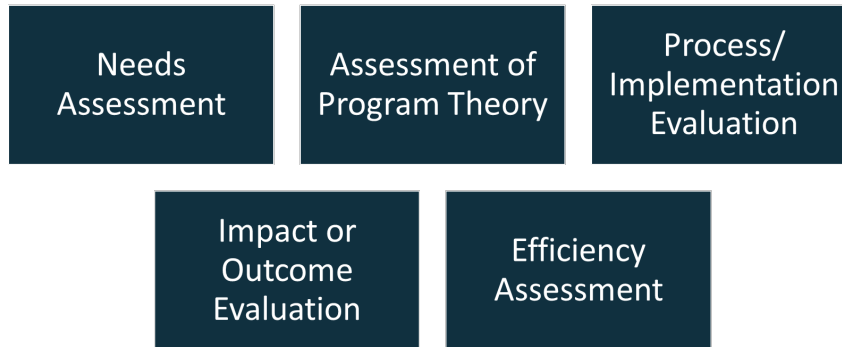 Needs
Assessment
Assessment of
Program Theory
Process/
Implementation
Evaluation
Impact or
Outcome
Evaluation
Efficiency
Assessment